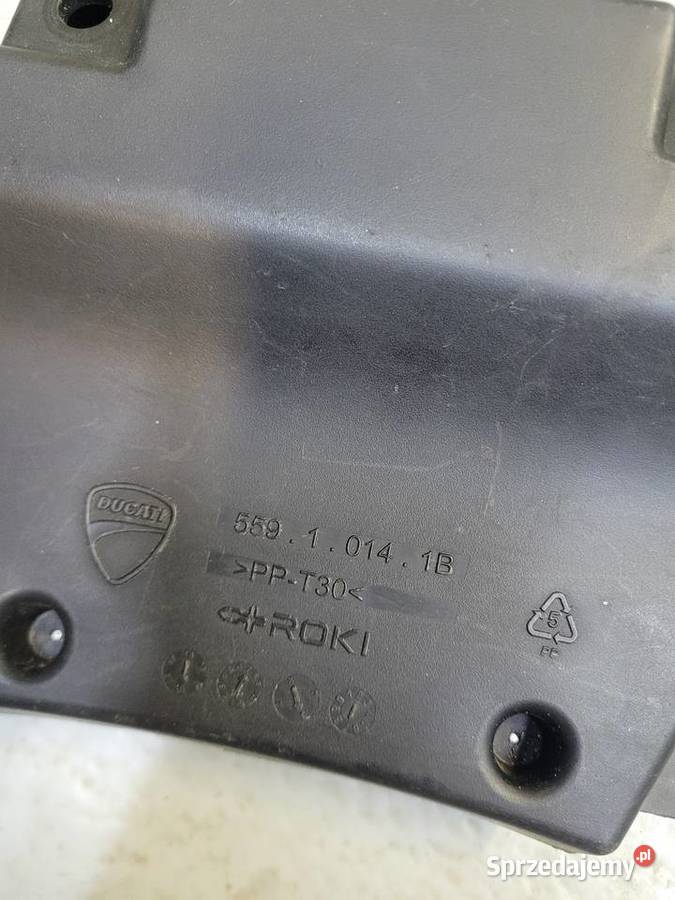 DUCATI
559.1.014.1B
>PP-T30<
ROKI
5
PP
Sprzedajemy.pl